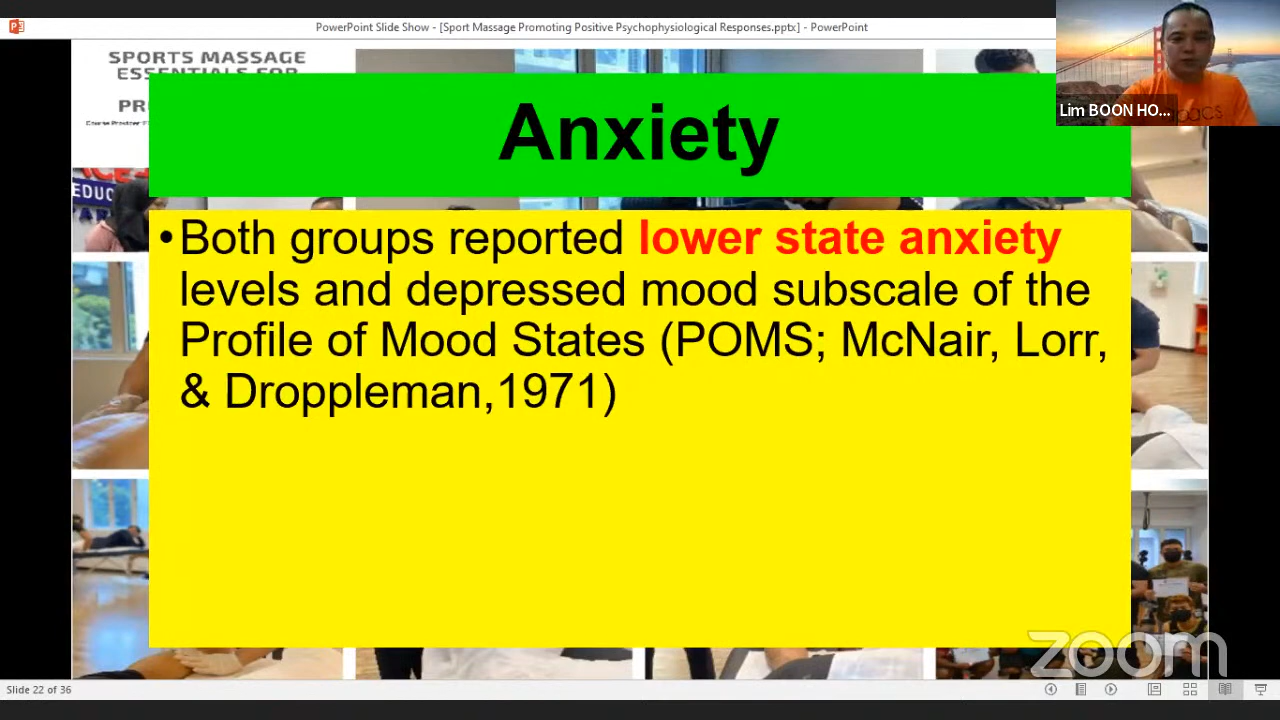 PowerPoint Slide Show - [Sport Massage Promoting Positive Psychophysiological Responses.pptx] - PowerPoint
SPORTS MASSAGE
ESSENTIALS FOR
Lim BOON HO...
Anxiety
•Both groups reported lower state anxiety
levels and depressed mood subscale of the
Profile of Mood States (POMS; McNair, Lorr,
& Droppleman,1971)
zoom
Slide 22 of 36